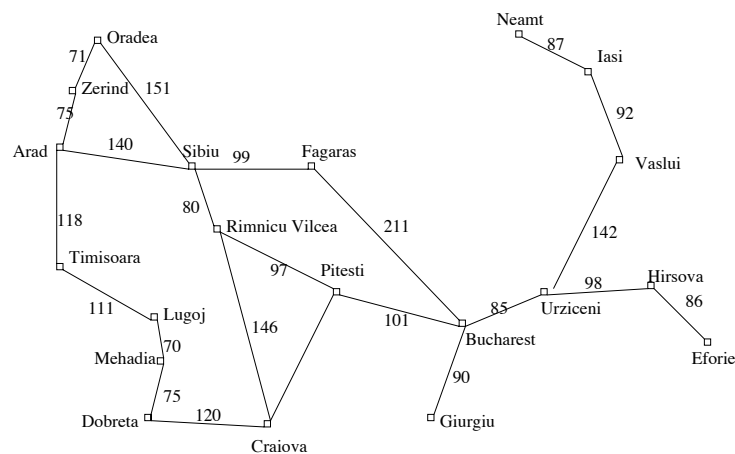 Neamt
Oradea
87
71
Iasi
Zerind
151
92
75
140
Arad
Sibiu
99
Fagaras
Vaslui
80
118
Rimnicu Vilcea
211
142
Timisoara
97
Pitesti
98
Hirsova
111
Lugoj
146
101
85
Urziceni
86
70
Mehadia
Bucharest
Eforie
75
90
Dobreta
120
Giurgiu
Craiova